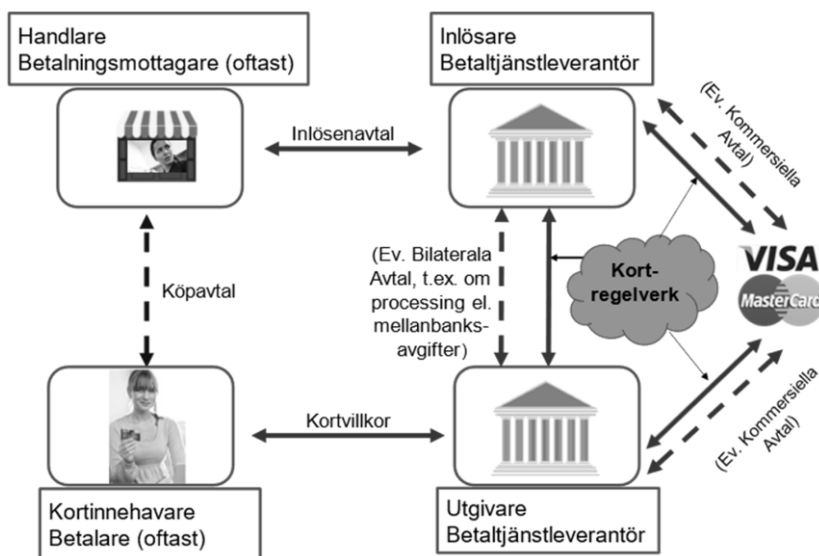 Handlare
Betalningsmottagare (oftast)
Inlösare
Betaltjänstleverantör
Inlösenavtal
(Ev. Kommersiella
Avtal)
Köpavtal
(Ev. Bilaterala
Avtal, t.ex. om
processing el.
mellanbanks-
avgifter)
Kort-
regelverk
VISA
MasterCard
Kortvillkor
(Ev. Kommersiella
Avtal)
Kortinnehavare
Betalare (oftast)
Utgivare
Betaltjänstleverantör